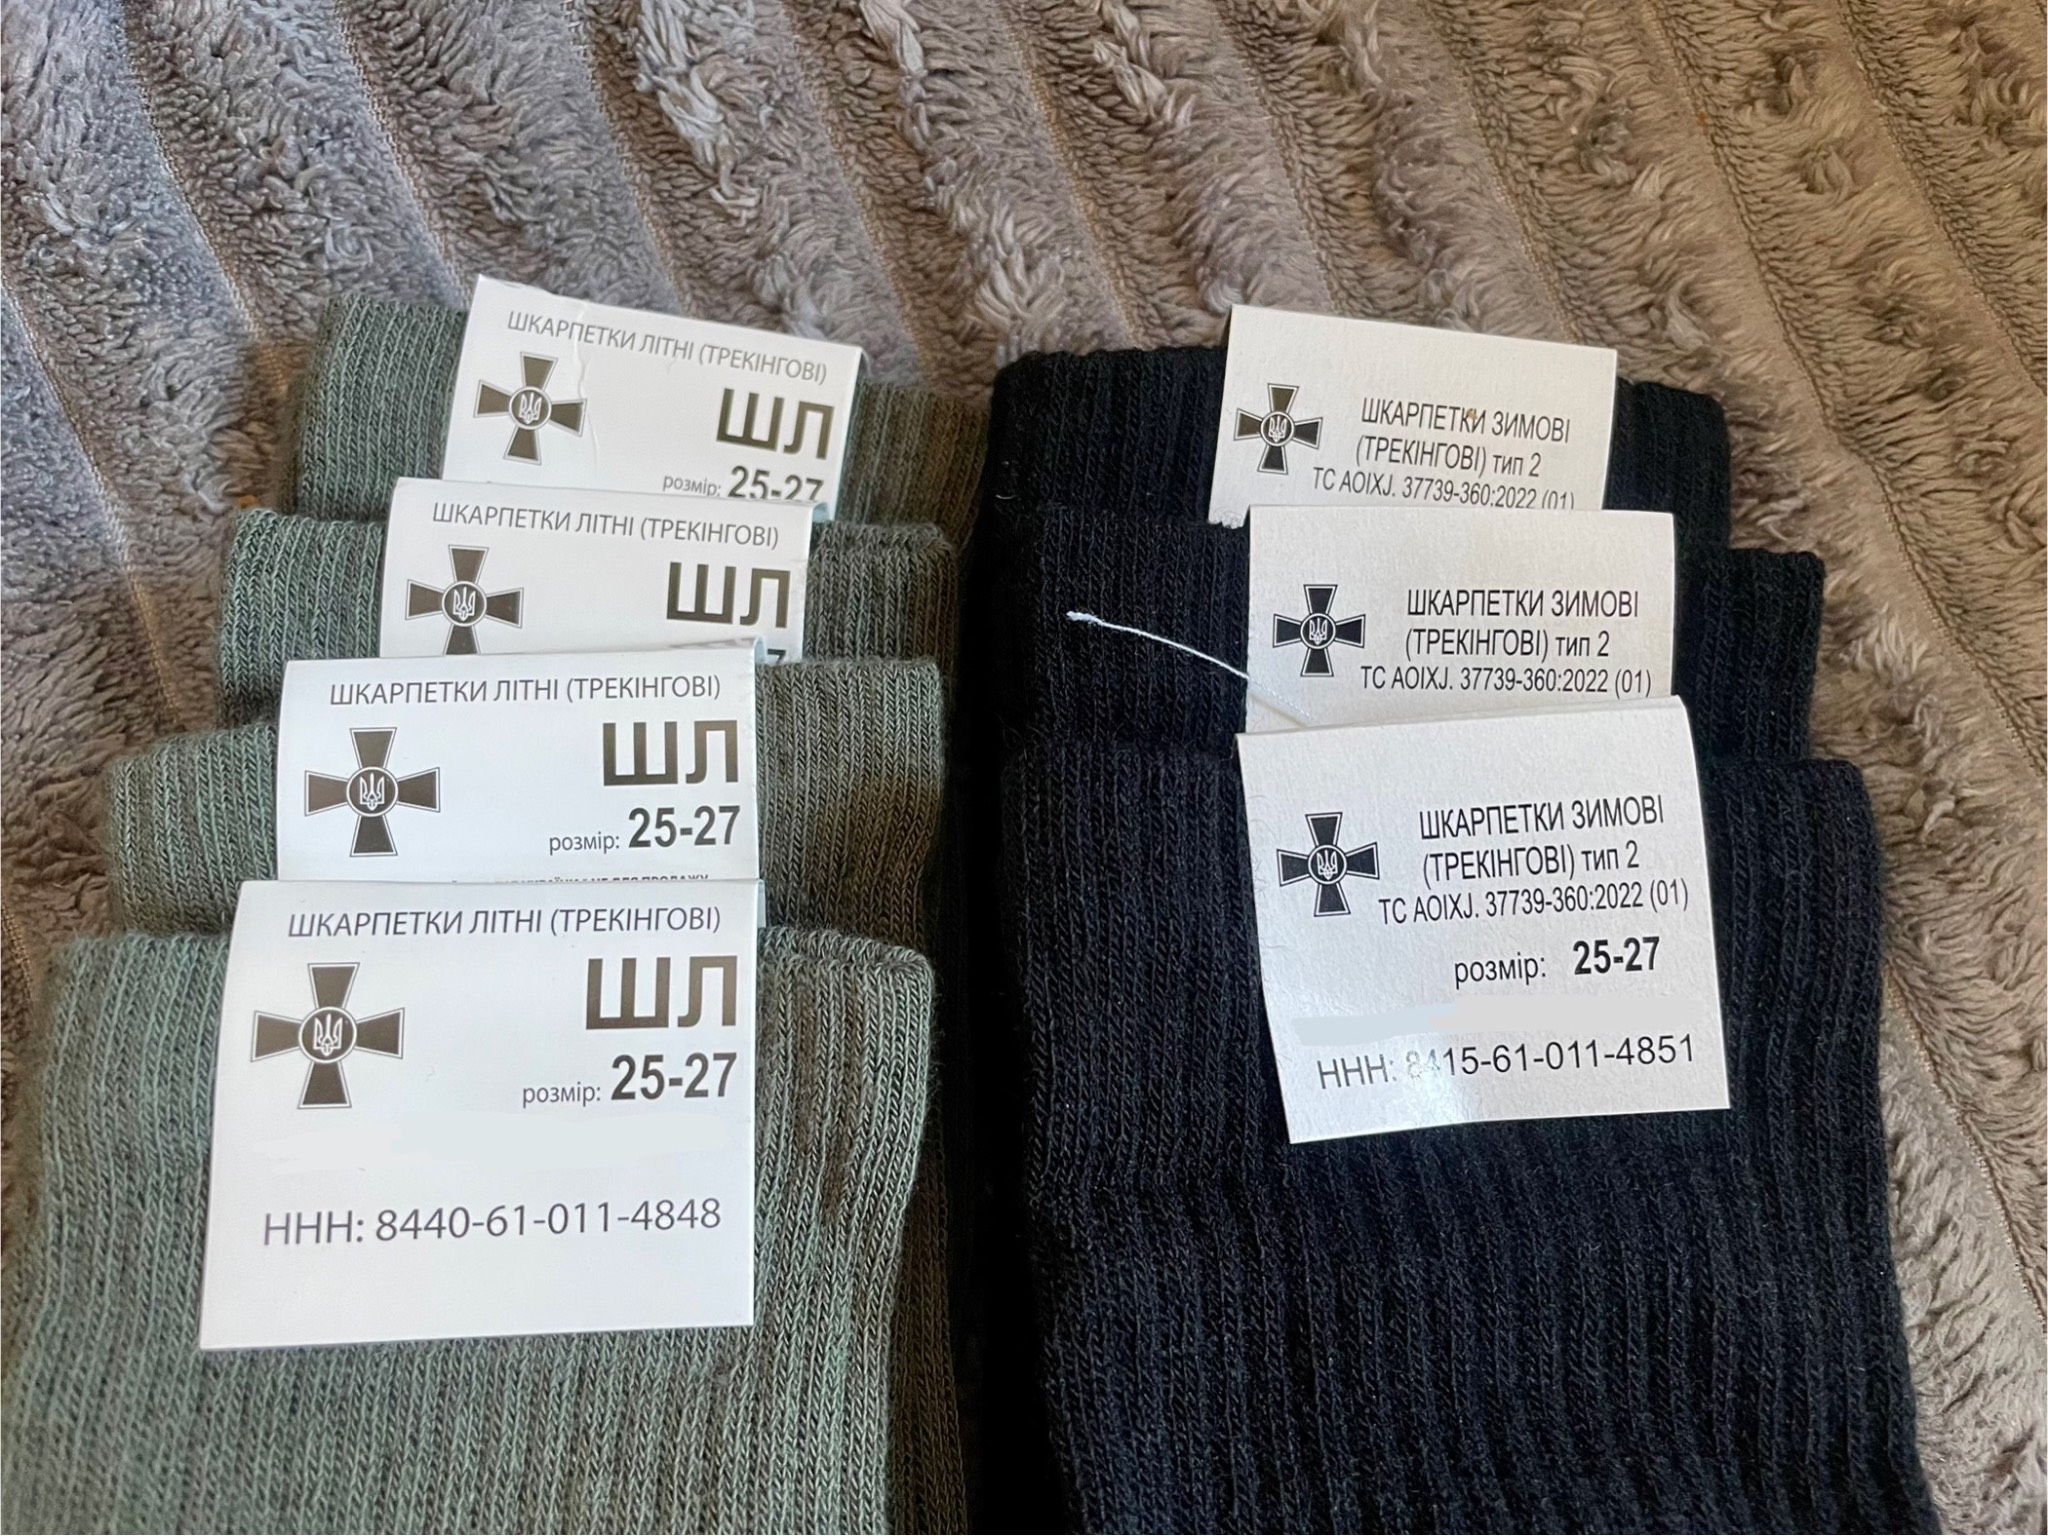 ШКАРПЕТКИ ЛІТНІ (ТРЕКІНГОВІ)
ШЛ
розмір: 25-27
ШКАРПЕТКИ ЛІТНІ (ТРЕКІНГОВІ)
ШЛ
ШКАРПЕТКИ ЛІТНІ (ТРЕКІНГОВІ)
ШЛ
розмір: 25-27
ШКАРПЕТКИ ЛІТНІ (ТРЕКІНГОВІ)
ШЛ
розмір: 25-27
ННН: 8440-61-011-4848
ШКАРПЕТКИ ЗИМОВІ
(ТРЕКІНГОВІ) тип 2
ТС АОІХJ. 37739-360:2022 (01)
ШКАРПЕТКИ ЗИМОВІ
(ТРЕКІНГОВІ) тип 2
ТС АОІХJ. 37739-360:2022 (01)
ШКАРПЕТКИ ЗИМОВІ
(ТРЕКІНГОВІ) тип 2
ТС АОІХJ. 37739-360:2022 (01)
розмір: 25-27
ННН: 8415-61-011-4851